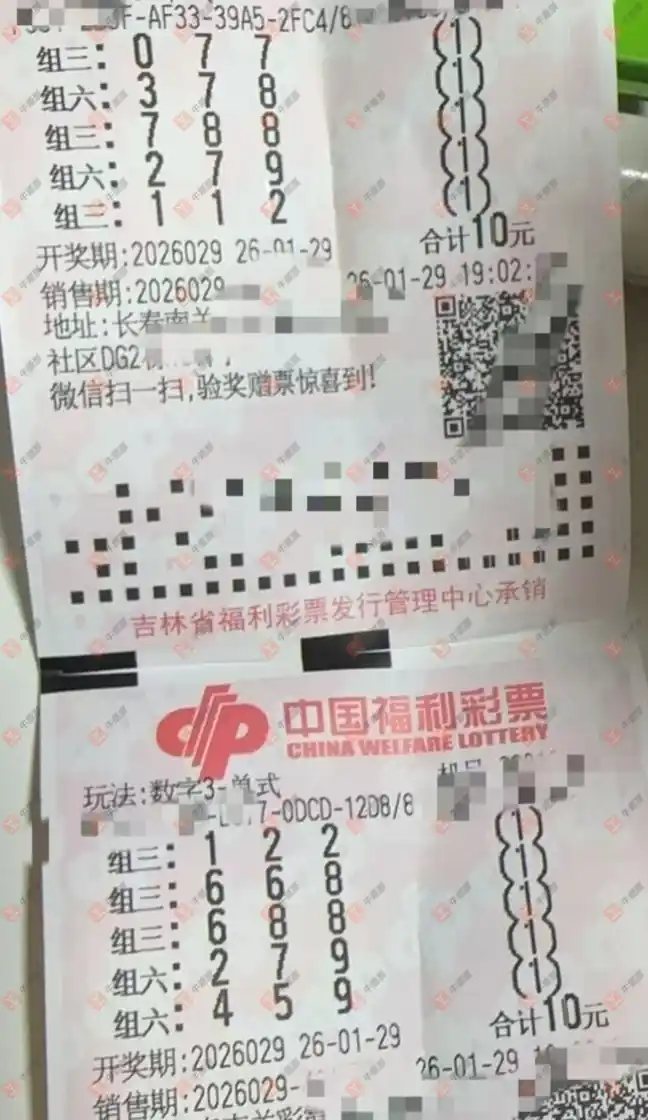 F-AF33-39A5-2FC4/8
组三: 0 7 7 (1)
组六: 3 7 8 (1)
组三: 7 8 8 (1)
组六: 2 7 9 (1)
组三: 1 1 2 (1)
合计10元
开奖期:2026029 26-01-29
销售期:2026029 26-01-29 19:02:
地址:长春南关
社区DG2
微信扫一扫,验奖赠票惊喜到!
吉林省福利彩票发行管理中心承销
中国福利彩票
CHINA WELFARE LOTTERY
玩法:数字3-单式
7-0DCD-12D8/8
组三: 1 2 2 (1)
组三: 6 6 8 (1)
组三: 6 8 8 (1)
组六: 2 7 9 (1)
组六: 4 5 9 (1)
合计10元
开奖期:2026029 26-01-29
销售期:2026029- 26-01-29